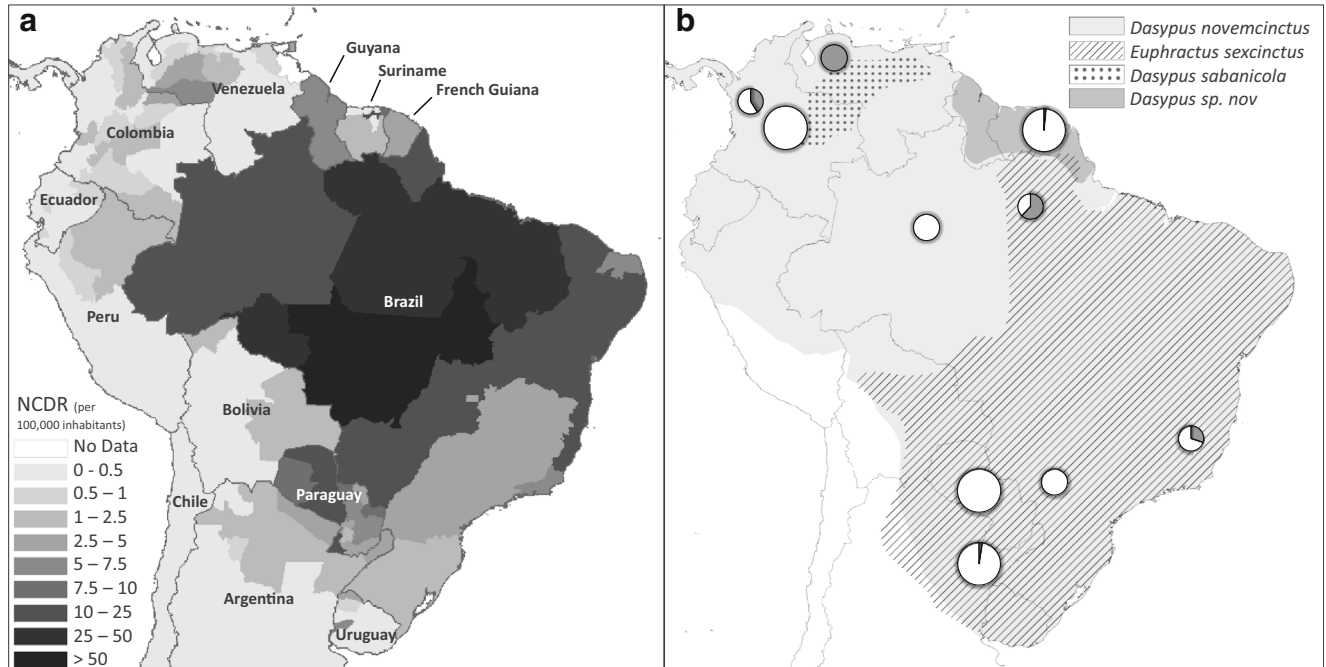 a
Guyana
Suriname
French Guiana
Venezuela
Colombia
Ecuador
Peru
Brazil
Bolivia
Paraguay
Chile
Argentina
Uruguay
NCDR (per
100,000 inhabitants)
No Data
0 - 0.5
0.5 – 1
1 – 2.5
2.5 – 5
5 – 7.5
7.5 – 10
10 – 25
25 – 50
> 50
b
Dasypus novemcinctus
Euphractus sexcinctus
Dasypus sabanicola
Dasypus sp. nov